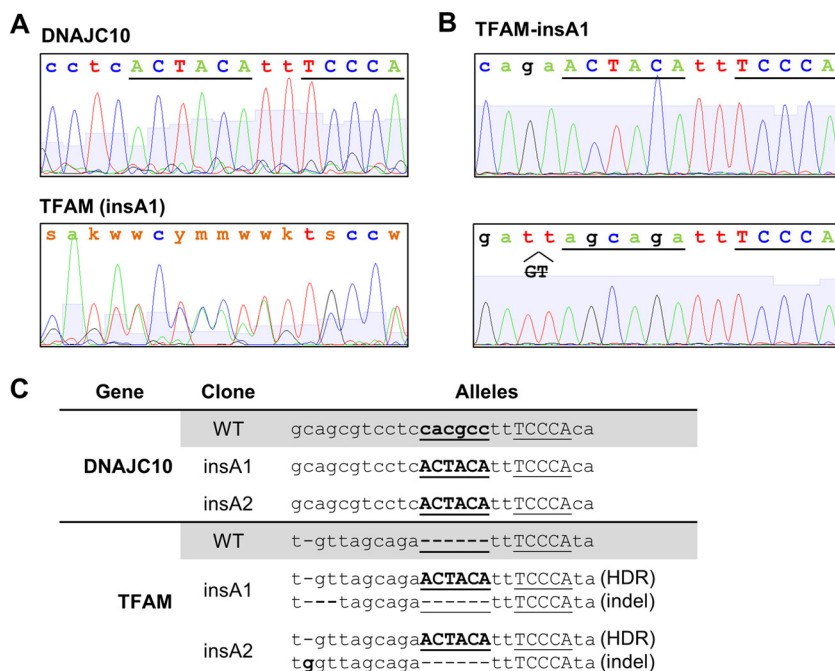 A
DNAJC10
cctcACTACAttTCCCA
TFAM (insA1)
sakwwcymmwwktsccw
B
TFAM-insA1
cagaACTACAttTCCCA
gattagcagattTCCCA
GT
C
Gene Clone Alleles
WT gcagcgtcctccacgccttTCCCAca
DNAJC10
insA1 gcagcgtcctcACTACAttTCCCAca
insA2 gcagcgtcctcACTACAttTCCCAca
WT t-gttagcaga------ttTCCCAta
TFAM
insA1 t-gttagcagaACTACAttTCCCAta (HDR)
t---tagcaga------ttTCCCAta (indel)
insA2 t-gttagcagaACTACAttTCCCAta (HDR)
tggttagcaga------ttTCCCAta (indel)